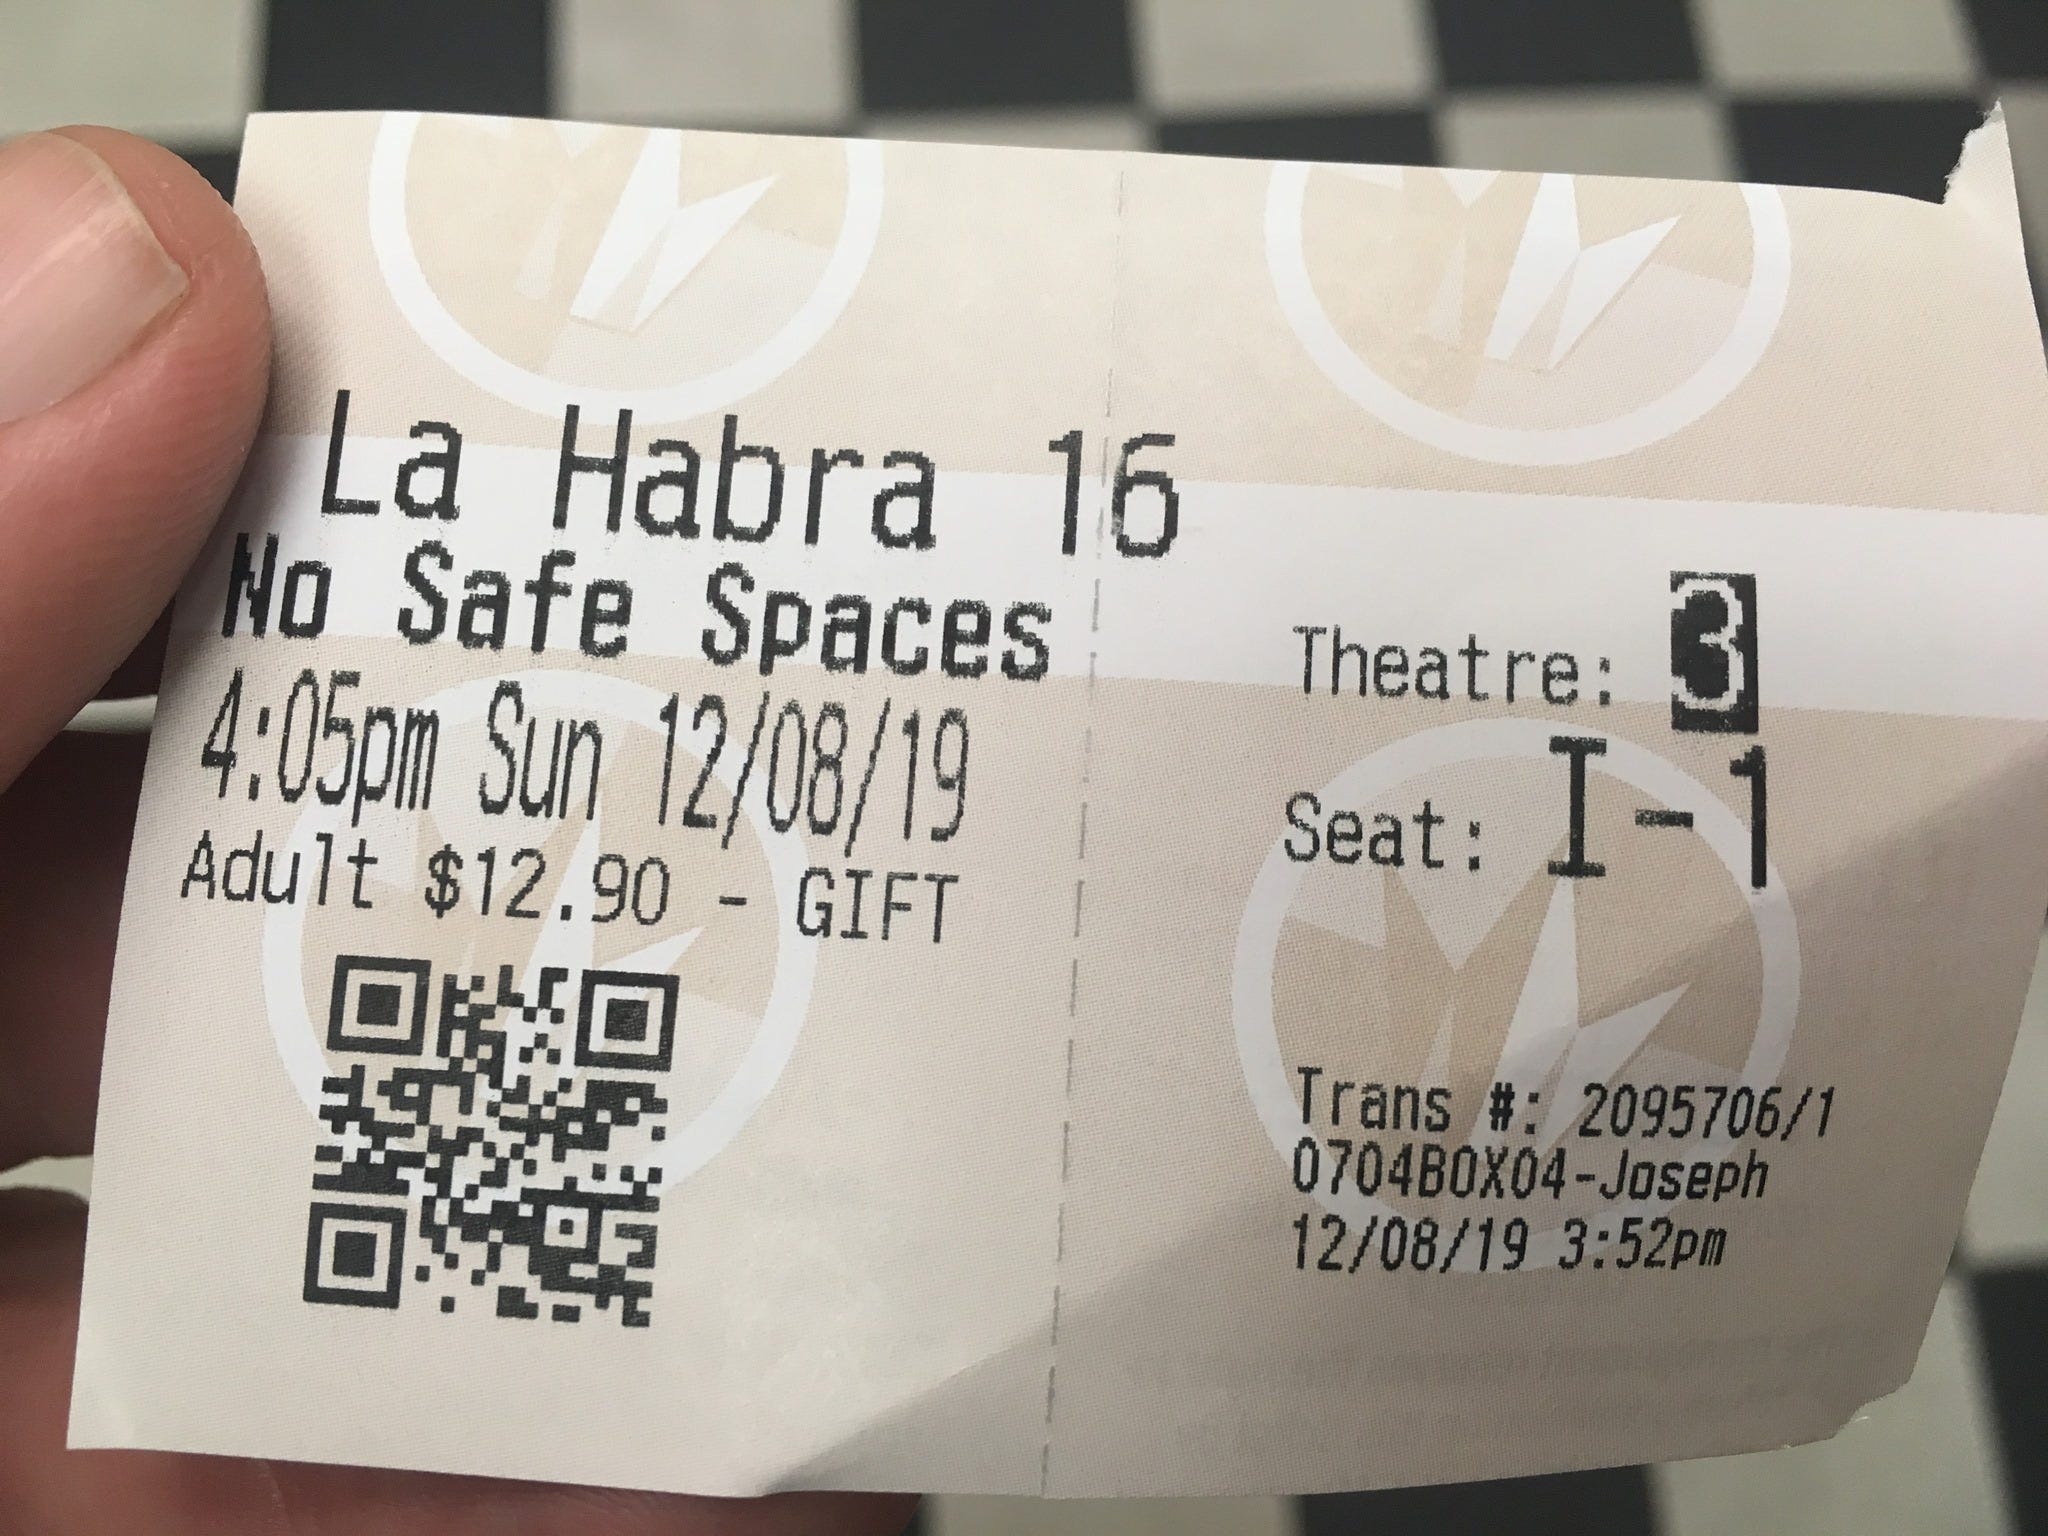 La Habra 16
No Safe Spaces
4:05pm Sun 12/08/19
Adult $12.90 - GIFT
Theatre: 3
Seat: I-1
Trans #: 2095706/1
0704BOX04-Joseph
12/08/19 3:52pm